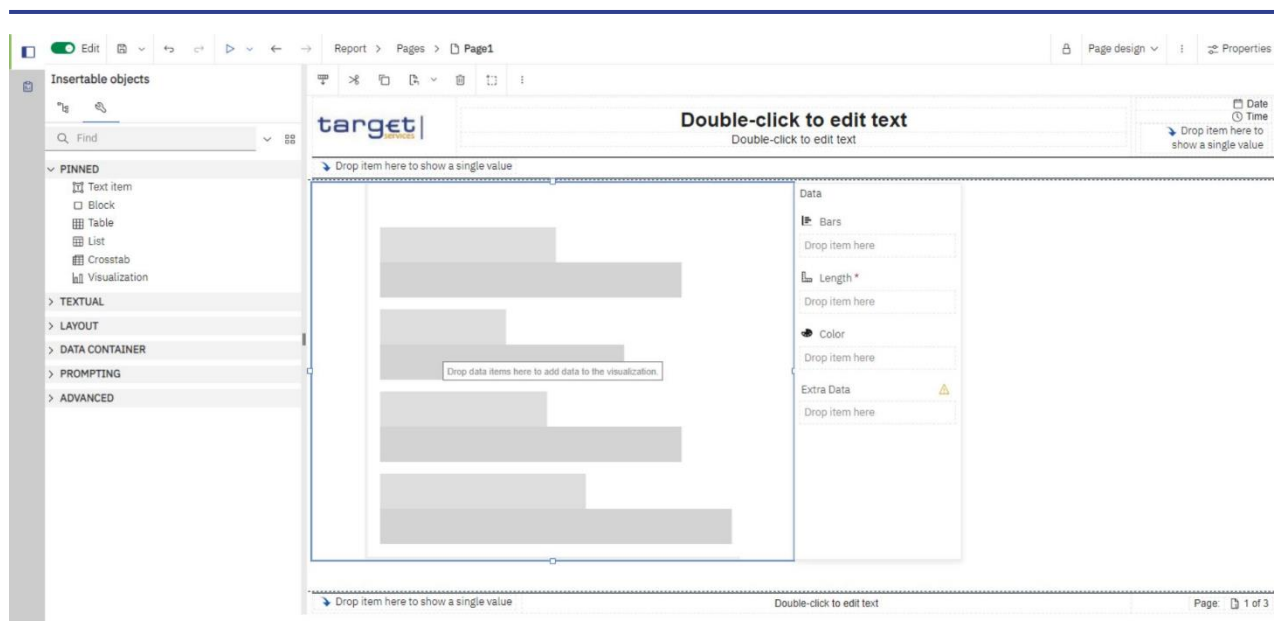 Edit
Report > Pages > Page1
Page design
Properties
Insertable objects
Find
PINNED
Text item
Block
Table
List
Crosstab
Visualization
TEXTUAL
LAYOUT
DATA CONTAINER
PROMPTING
ADVANCED
target|
services
Double-click to edit text
Double-click to edit text
Date
Time
Drop item here to
show a single value
Drop item here to show a single value
Drop data items here to add data to the visualization.
Data
Bars
Drop item here
Length *
Drop item here
Color
Drop item here
Extra Data
Drop item here
Drop item here to show a single value
Double-click to edit text
Page: 1 of 3